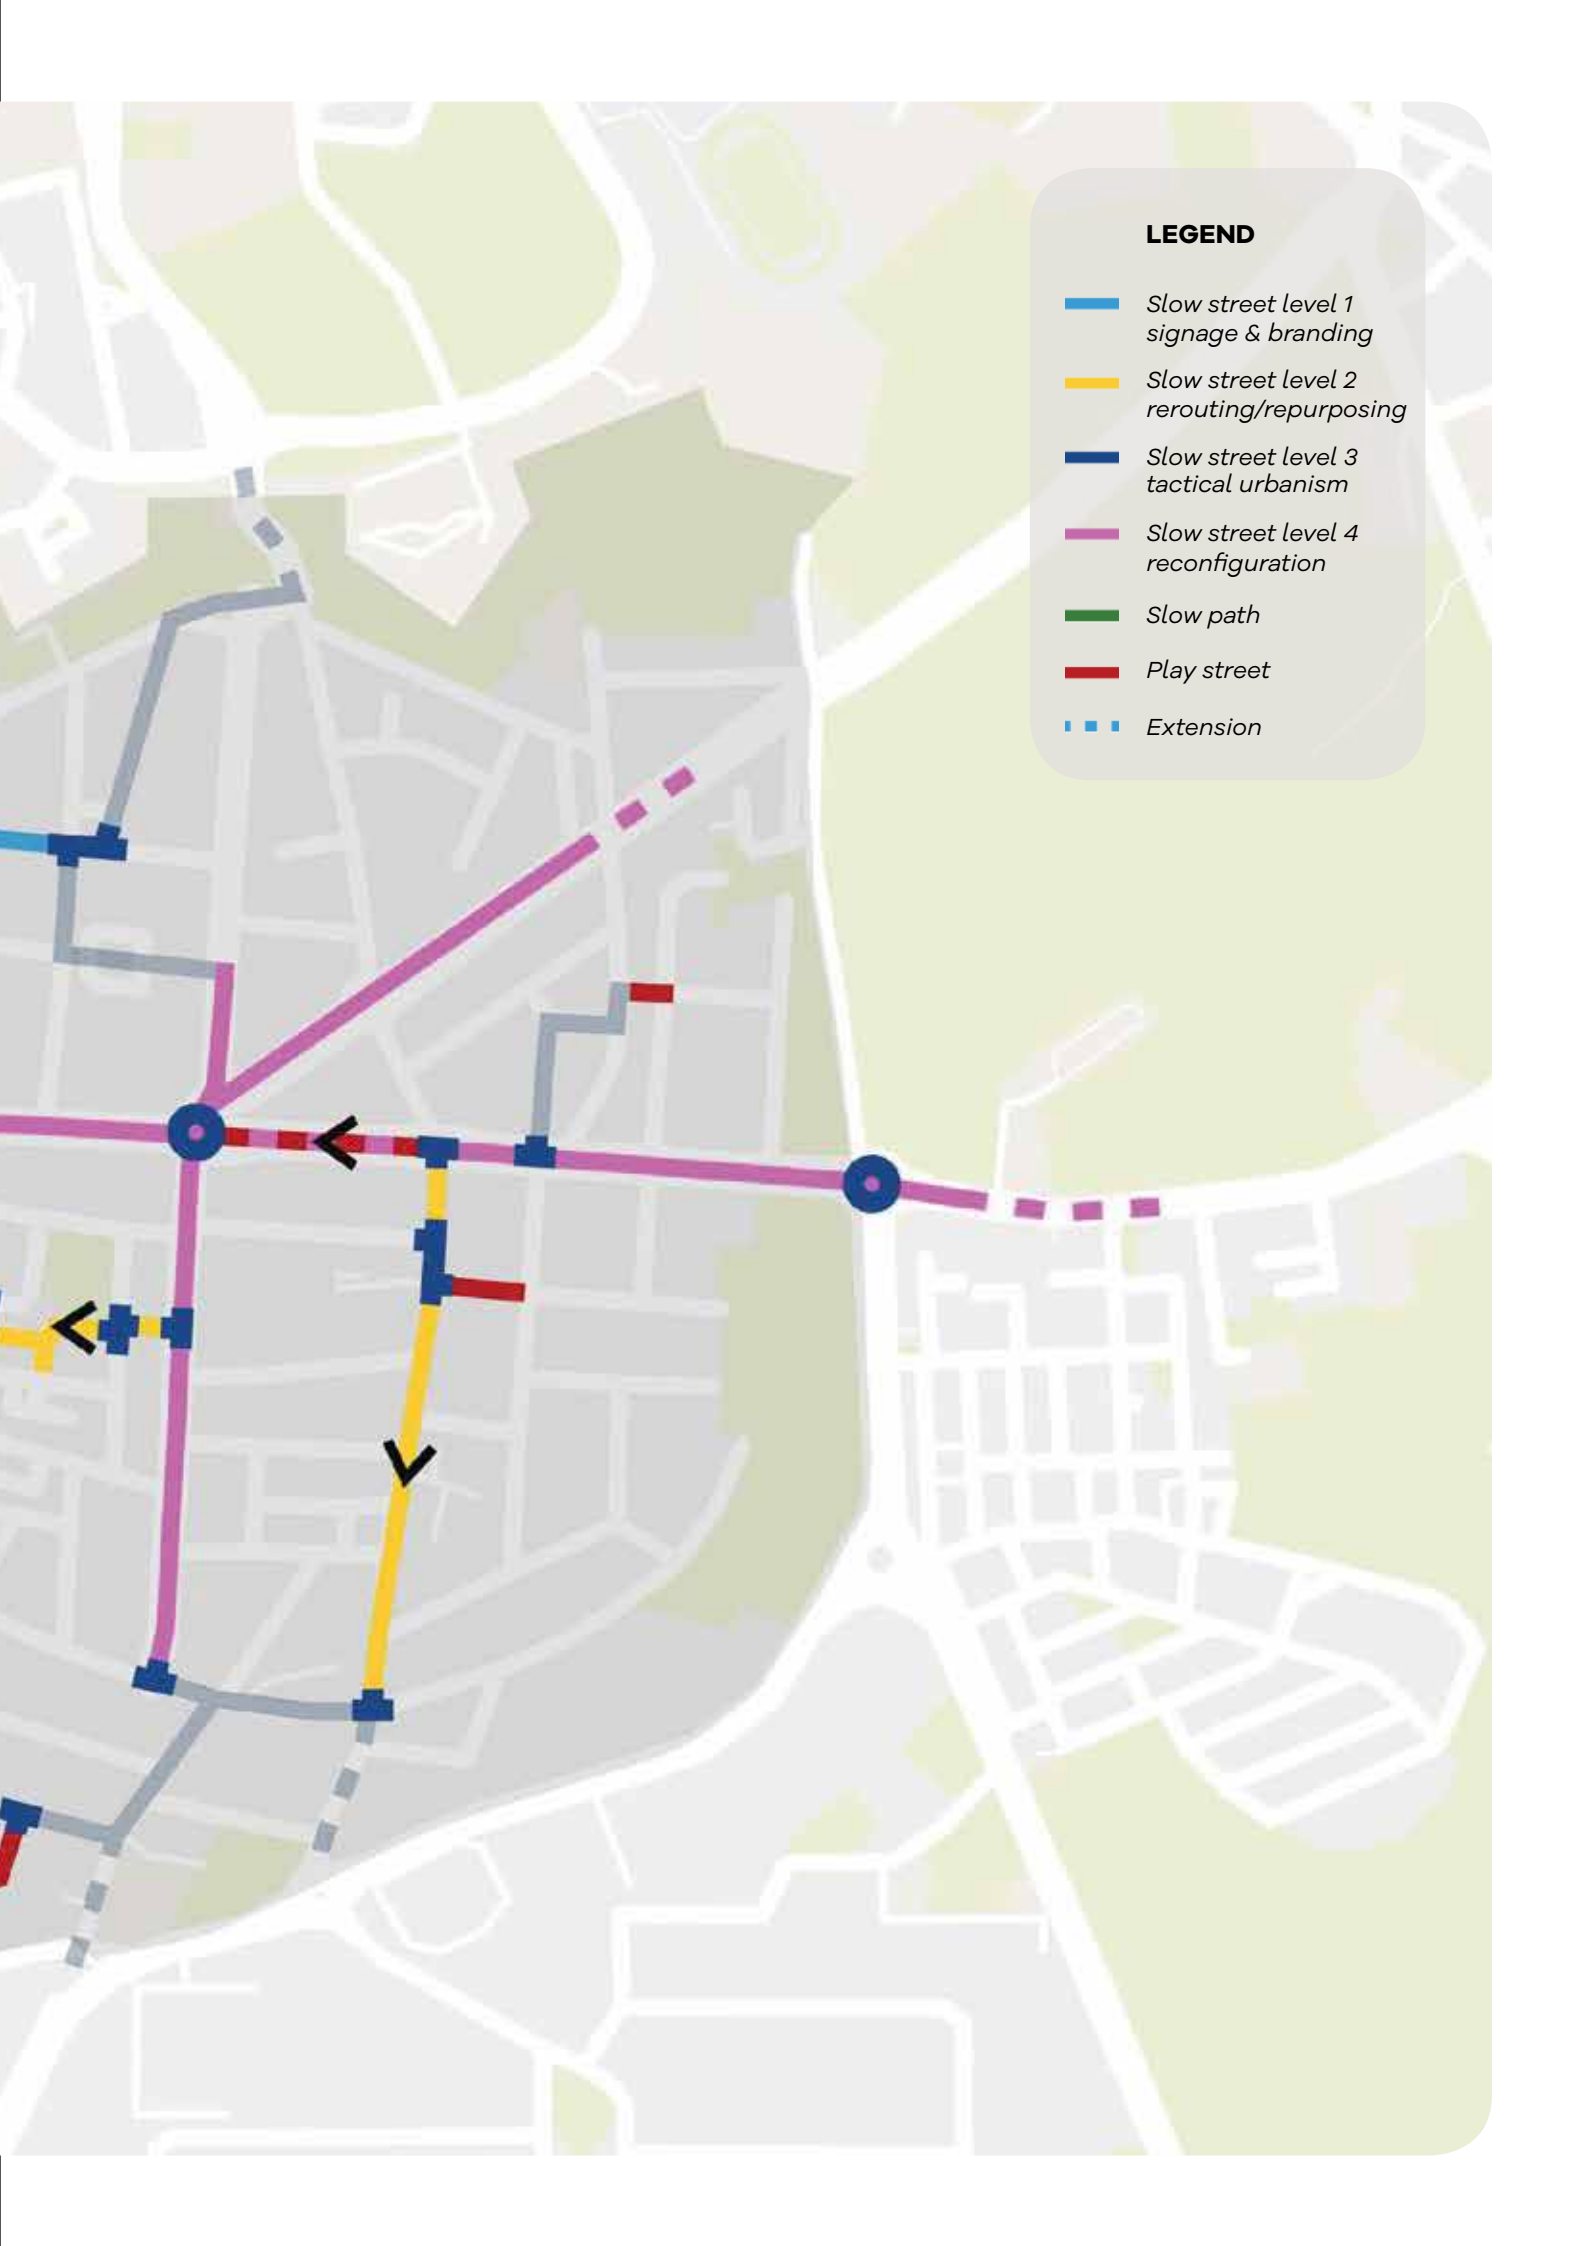 LEGEND
Slow street level 1
signage & branding
Slow street level 2
rerouting/repurposing
Slow street level 3
tactical urbanism
Slow street level 4
reconfiguration
Slow path
Play street
Extension